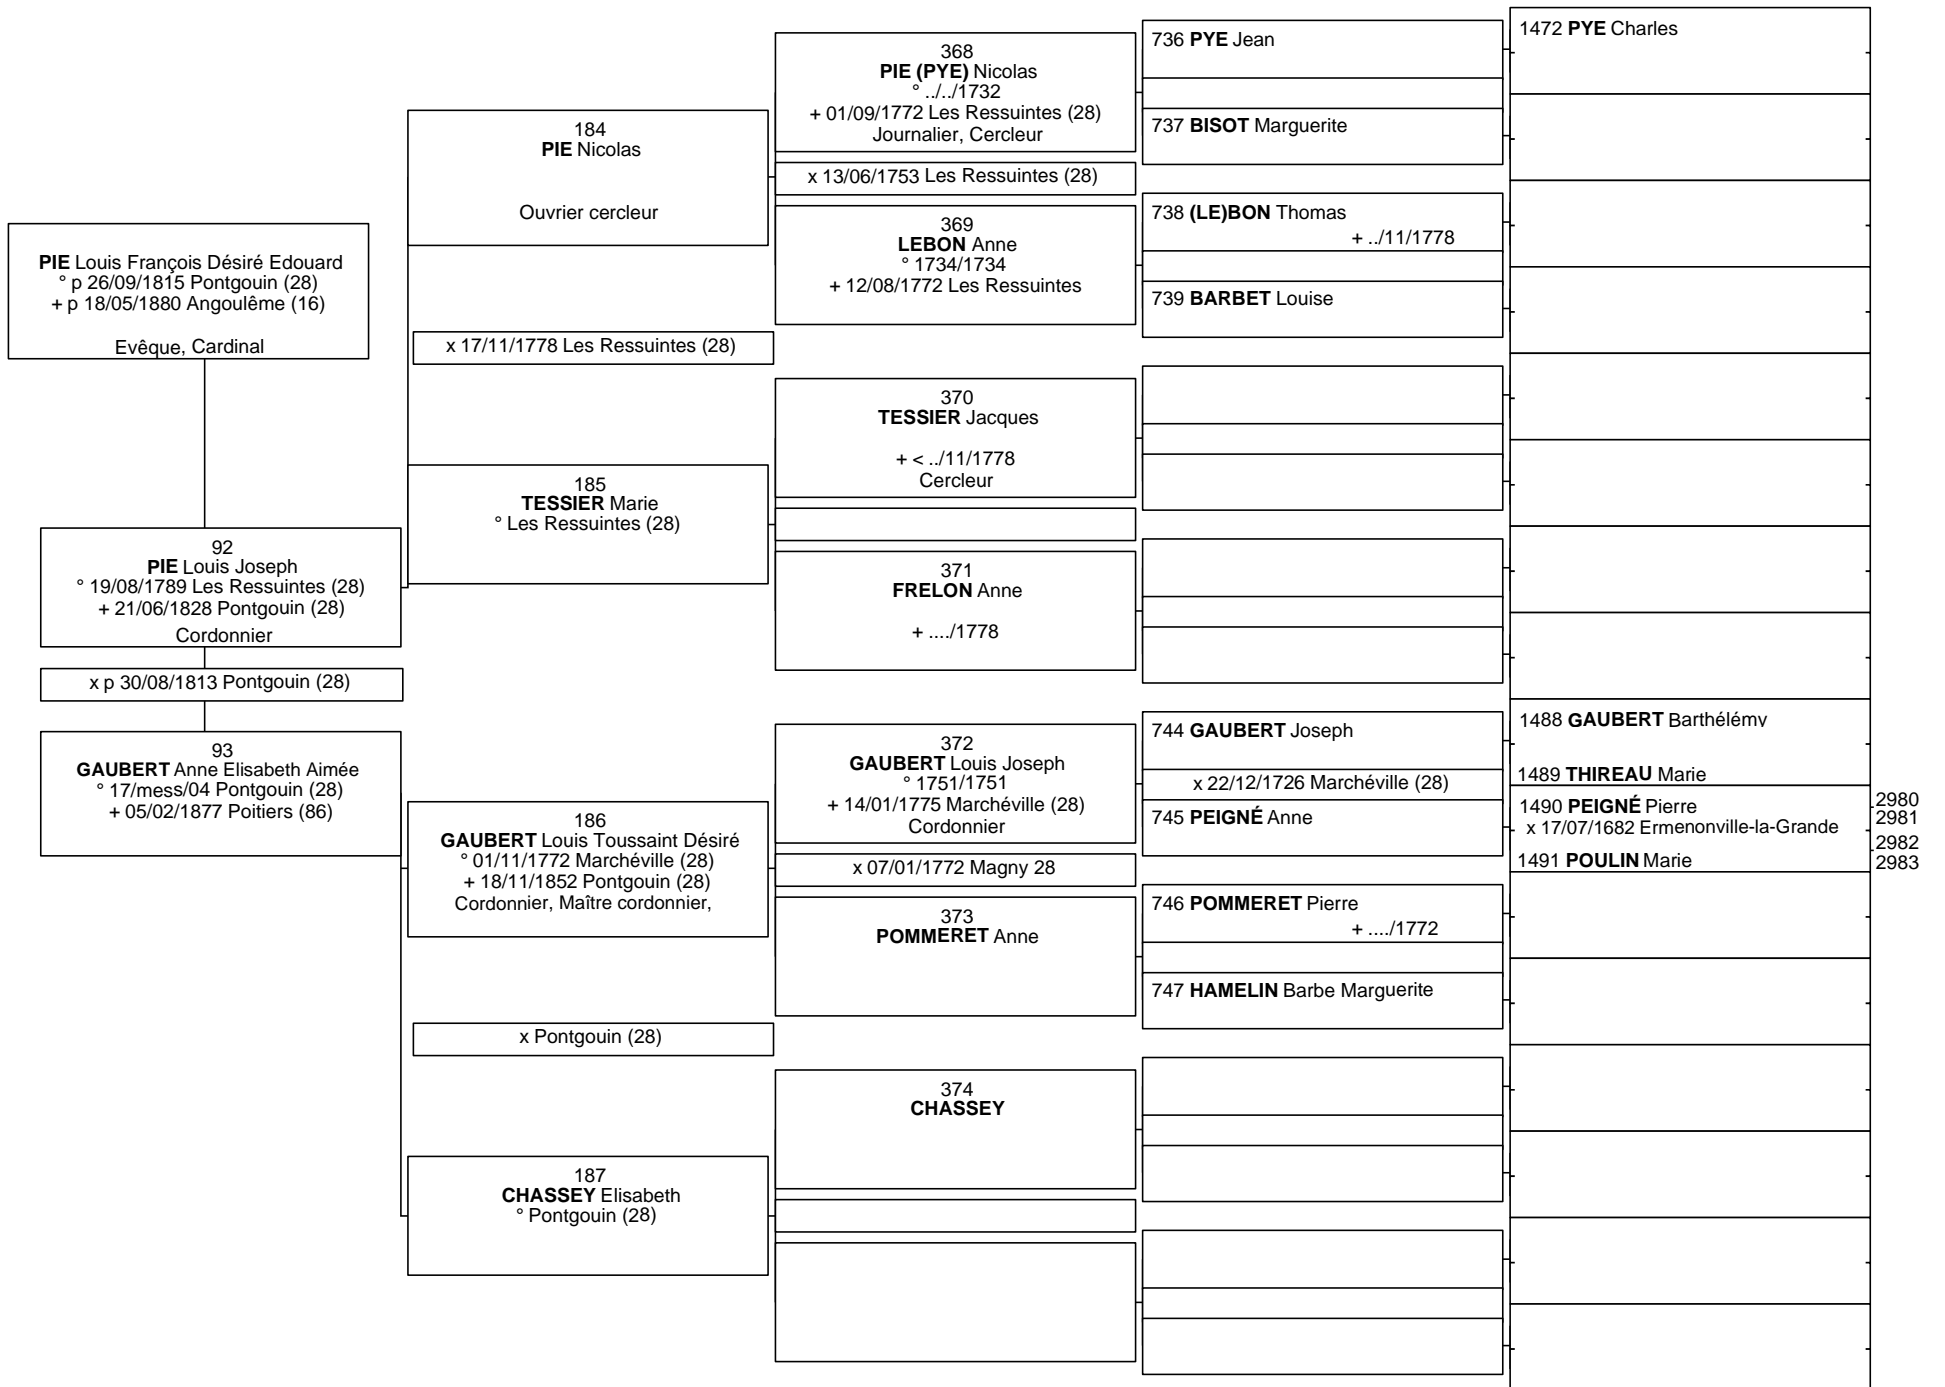 PIE Louis François Désiré Edouard
° p 26/09/1815 Pontgouin (28)
+ p 18/05/1880 Angoulême (16)
Evêque, Cardinal
92
PIE Louis Joseph
° 19/08/1789 Les Ressuintes (28)
+ 21/06/1828 Pontgouin (28)
Cordonnier
x p 30/08/1813 Pontgouin (28)
93
GAUBERT Anne Elisabeth Aimée
° 17/mess/04 Pontgouin (28)
+ 05/02/1877 Poitiers (86)
184
PIE Nicolas
Ouvrier cercleur
x 17/11/1778 Les Ressuintes (28)
185
TESSIER Marie
° Les Ressuintes (28)
186
GAUBERT Louis Toussaint Désiré
° 01/11/1772 Marchéville (28)
+ 18/11/1852 Pontgouin (28)
Cordonnier, Maître cordonnier,
x Pontgouin (28)
187
CHASSEY Elisabeth
° Pontgouin (28)
368
PIE (PYE) Nicolas
° ../../1732
+ 01/09/1772 Les Ressuintes (28)
Journalier, Cercleur
x 13/06/1753 Les Ressuintes (28)
369
LEBON Anne
° 1734/1734
+ 12/08/1772 Les Ressuintes
370
TESSIER Jacques
+ < ../11/1778
Cercleur
371
FRELON Anne
+ ..../1778
372
GAUBERT Louis Joseph
° 1751/1751
+ 14/01/1775 Marchéville (28)
Cordonnier
x 07/01/1772 Magny 28
373
POMMERET Anne
374
CHASSEY
736 PYE Jean
737 BISOT Marguerite
738 (LE)BON Thomas
+ ../11/1778
739 BARBET Louise
744 GAUBERT Joseph
x 22/12/1726 Marchéville (28)
745 PEIGNÉ Anne
746 POMMERET Pierre
+ ..../1772
747 HAMELIN Barbe Marguerite
1472 PYE Charles
1488 GAUBERT Barthélémy
1489 THIREAU Marie
1490 PEIGNÉ Pierre
x 17/07/1682 Ermenonville-la-Grande
1491 POULIN Marie
2980
2981
2982
2983